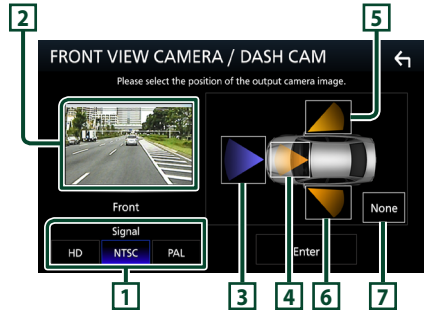 2
5
FRONT VIEW CAMERA / DASH CAM
Please select the position of the output camera image.
Front
None
Signal
HD NTSC PAL
Enter
1 3 4 6 7